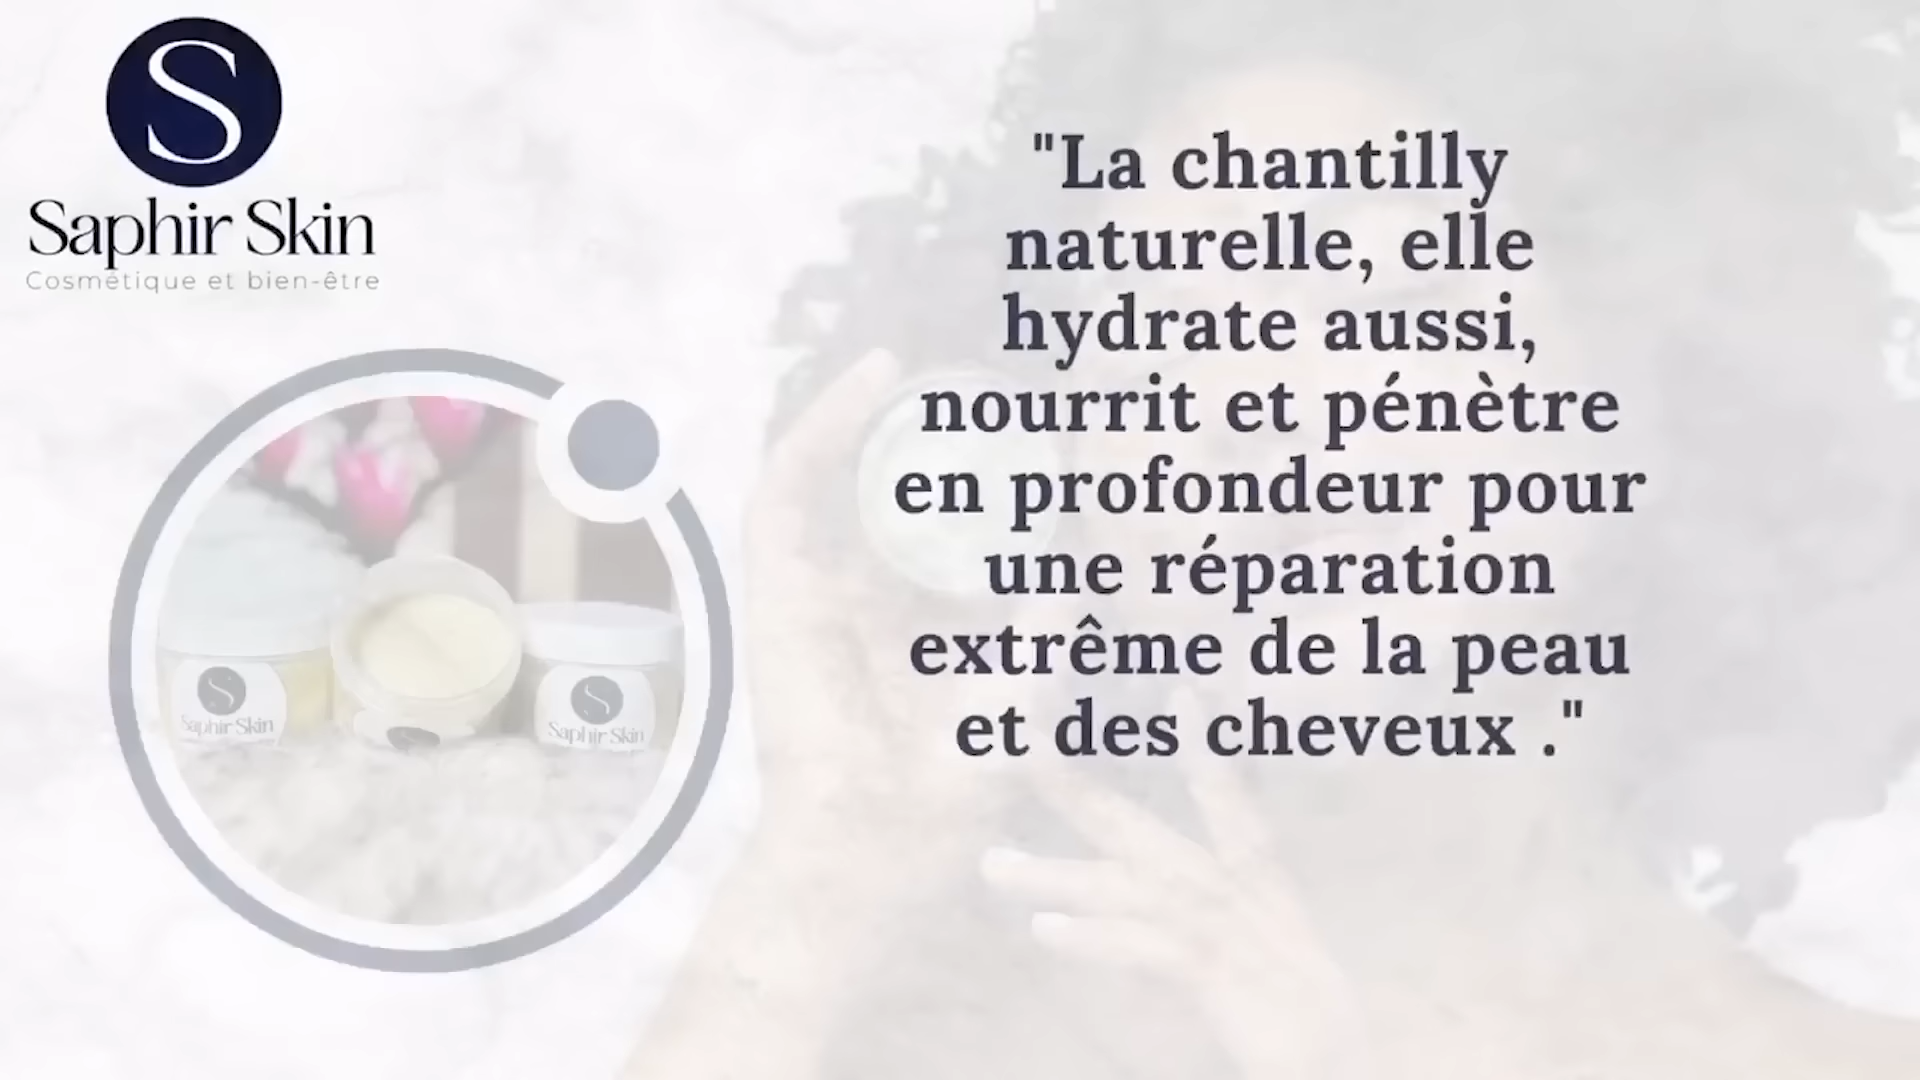 S
Saphir Skin
Cosmétique et bien-être
"La chantilly
naturelle, elle
hydrate aussi,
nourrit et pénètre
en profondeur pour
une réparation
extrême de la peau
et des cheveux ."
S
Saphir Skin
S
Saphir Skin